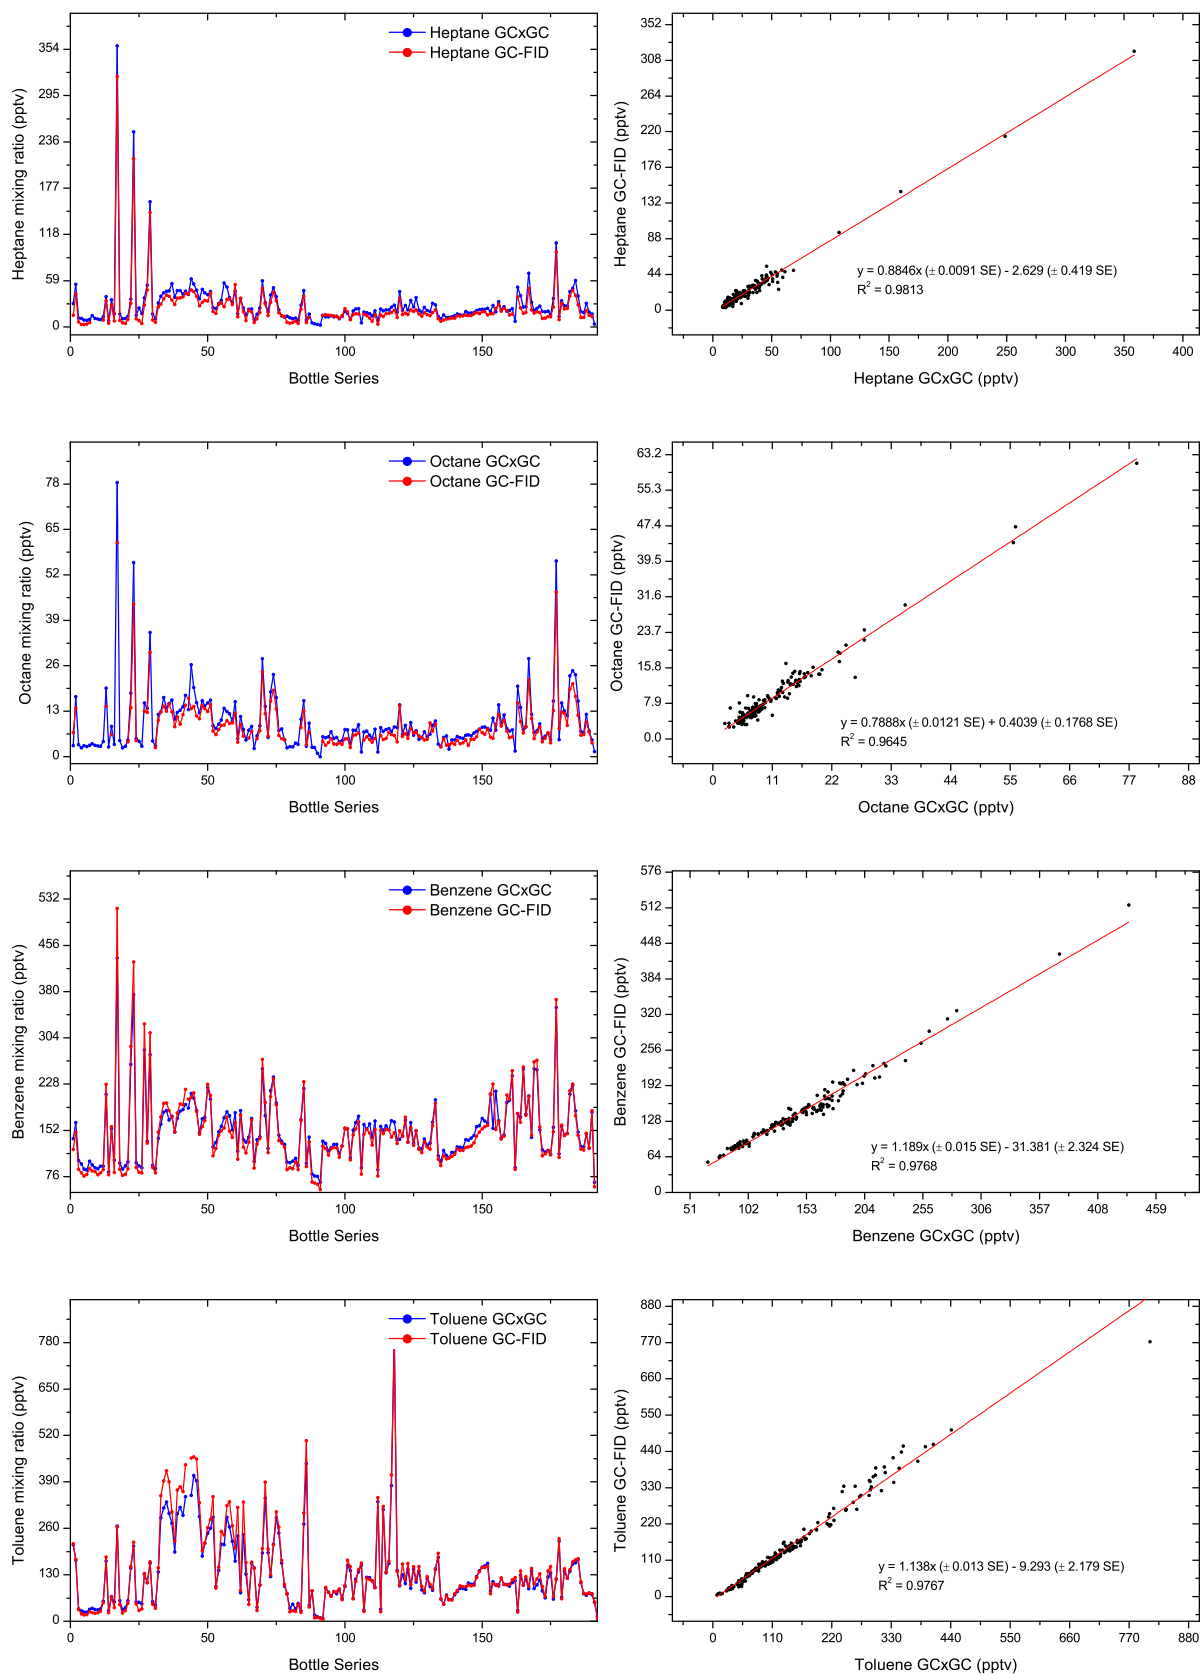 Heptane GCxGC
Heptane GC-FID
Heptane mixing ratio (pptv)
354
295
236
177
118
59
0
0 50 100 150
Bottle Series
Heptane GC-FID (pptv)
352
308
264
220
176
132
88
44
0
y = 0.8846x (± 0.0091 SE) - 2.629 (± 0.419 SE)
R2 = 0.9813
0 50 100 150 200 250 300 350 400
Heptane GCxGC (pptv)
Octane GCxGC
Octane GC-FID
Octane mixing ratio (pptv)
78
65
52
39
26
13
0
0 50 100 150
Bottle Series
Octane GC-FID (pptv)
63.2
55.3
47.4
39.5
31.6
23.7
15.8
7.9
0.0
y = 0.7888x (± 0.0121 SE) + 0.4039 (± 0.1768 SE)
R2 = 0.9645
0 11 22 33 44 55 66 77 88
Octane GCxGC (pptv)
Benzene GCxGC
Benzene GC-FID
Benzene mixing ratio (pptv)
532
456
380
304
228
152
76
0 50 100 150
Bottle Series
Benzene GC-FID (pptv)
576
512
448
384
320
256
192
128
64
0
y = 1.189x (± 0.015 SE) - 31.381 (± 2.324 SE)
R2 = 0.9768
51 102 153 204 255 306 357 408 459
Benzene GCxGC (pptv)
Toluene GCxGC
Toluene GC-FID
Toluene mixing ratio (pptv)
780
650
520
390
260
130
0
0 50 100 150
Bottle Series
Toluene GC-FID (pptv)
880
770
660
550
440
330
220
110
0
y = 1.138x (± 0.013 SE) - 9.293 (± 2.179 SE)
R2 = 0.9767
0 110 220 330 440 550 660 770 880
Toluene GCxGC (pptv)